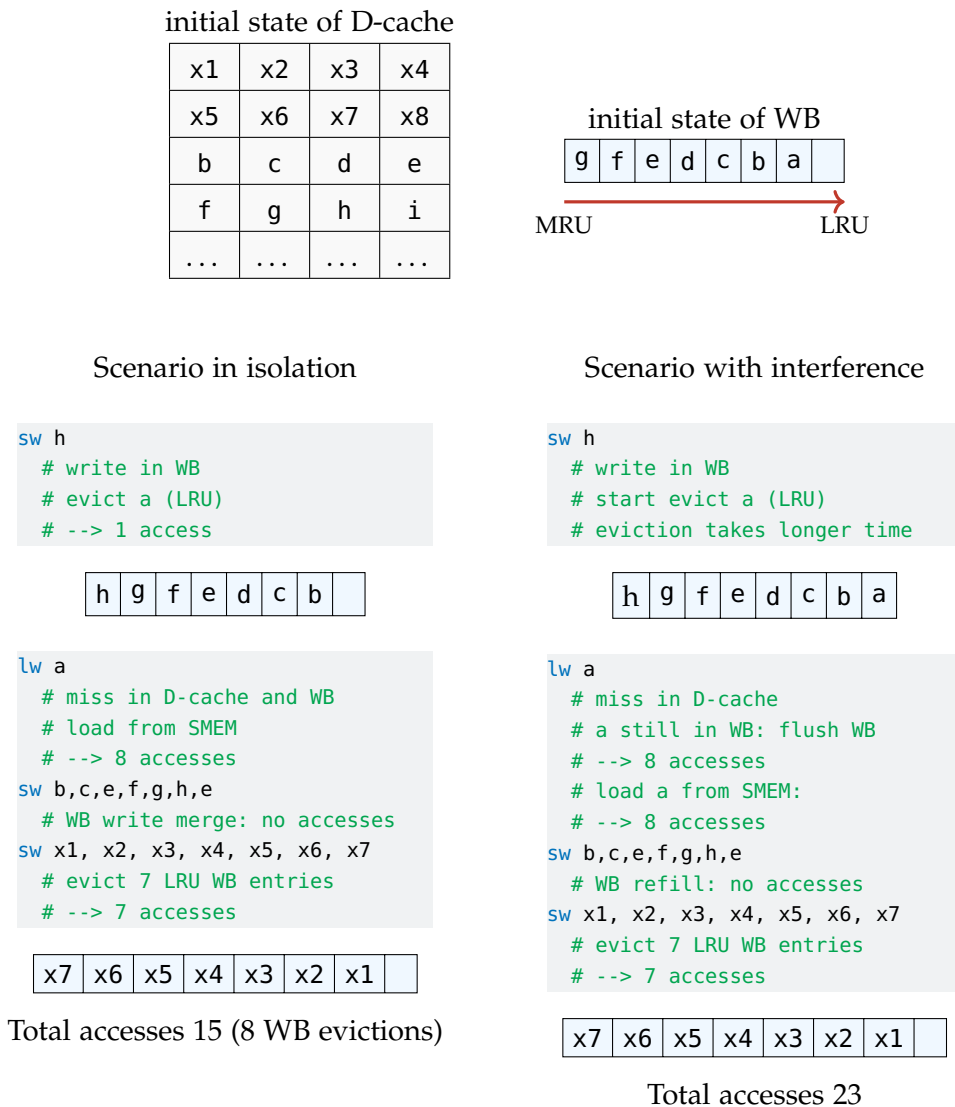 initial state of D-cache
x1 x2 x3 x4
x5 x6 x7 x8
b c d e
f g h i
... ... ... ...
initial state of WB
g f e d c b a
MRU LRU
Scenario in isolation
sw h
# write in WB
# evict a (LRU)
# --> 1 access
h g f e d c b
lw a
# miss in D-cache and WB
# load from SMEM
# --> 8 accesses
sw b,c,e,f,g,h,e
# WB write merge: no accesses
sw x1, x2, x3, x4, x5, x6, x7
# evict 7 LRU WB entries
# --> 7 accesses
x7 x6 x5 x4 x3 x2 x1
Total accesses 15 (8 WB evictions)
Scenario with interference
sw h
# write in WB
# start evict a (LRU)
# eviction takes longer time
h g f e d c b a
lw a
# miss in D-cache
# a still in WB: flush WB
# --> 8 accesses
# load a from SMEM:
# --> 8 accesses
sw b,c,e,f,g,h,e
# WB refill: no accesses
sw x1, x2, x3, x4, x5, x6, x7
# evict 7 LRU WB entries
# --> 7 accesses
x7 x6 x5 x4 x3 x2 x1
Total accesses 23